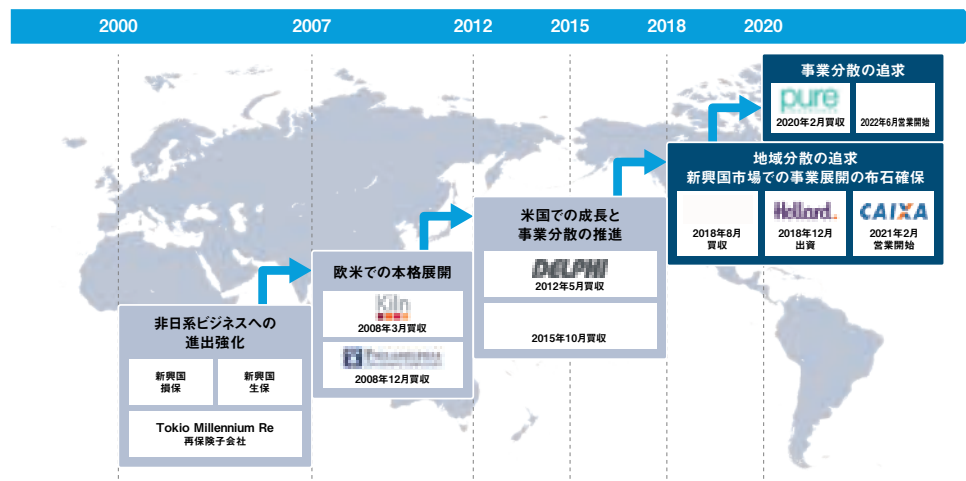 2000 2007 2012 2015 2018 2020
非日系ビジネスへの
進出強化
新興国
損保
新興国
生保
Tokio Millennium Re
再保険子会社
欧米での本格展開
Kiln
2008年3月買収
PHILADELPHIA
2008年12月買収
米国での成長と
事業分散の推進
DELPHI
2012年5月買収
2015年10月買収
地域分散の追求
新興国市場での事業展開の布石確保
2018年8月
買収
Hollard.
2018年12月
出資
CAIXA
2021年2月
営業開始
事業分散の追求
pure
2020年2月買収
2022年6月営業開始